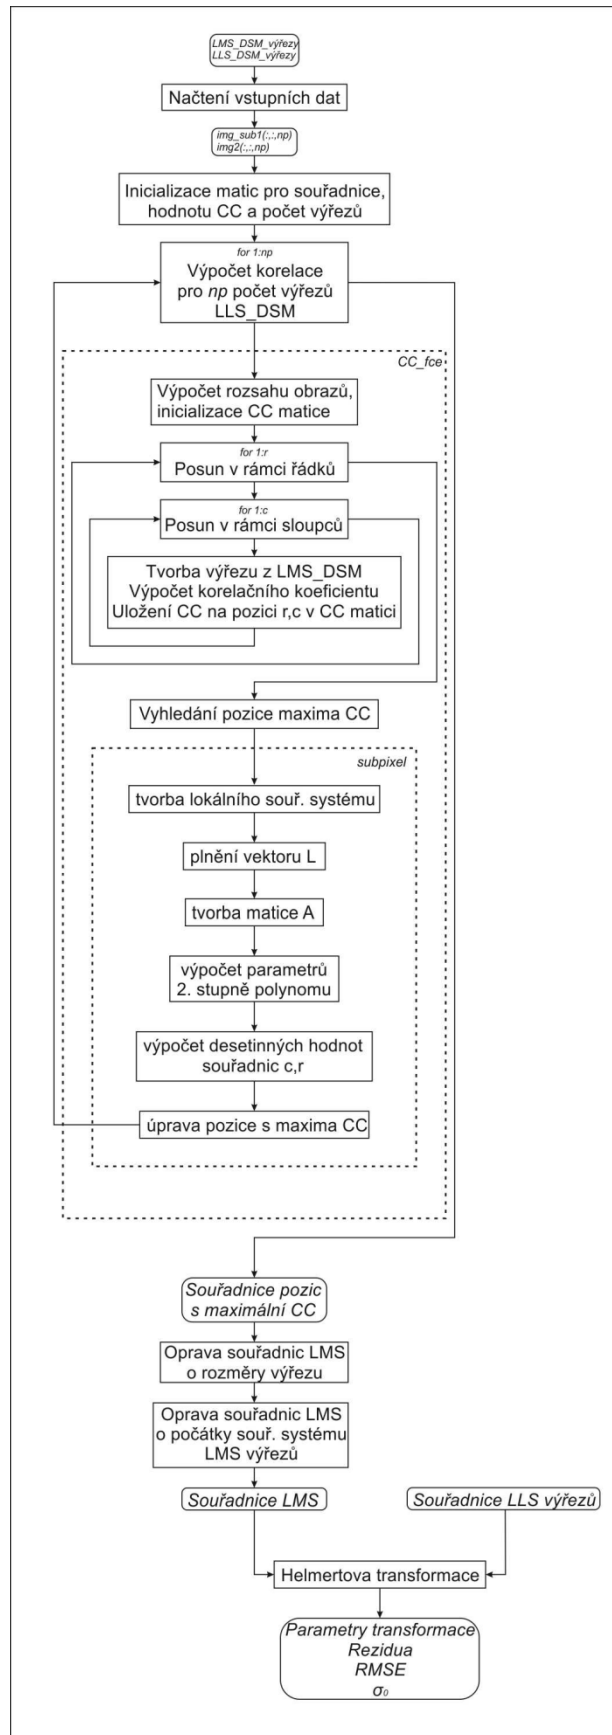 LMS_DSM_výřezy
LLS_DSM_výřezy
Načtení vstupních dat
img_sub1(:,:,np)
img2(:,:,np)
Inicializace matic pro souřadnice,
hodnotu CC a počet výřezů
for 1:np
Výpočet korelace
pro np počet výřezů
LLS_DSM
CC_fce
Výpočet rozsahu obrazů,
inicializace CC matice
for 1:r
Posun v rámci řádků
for 1:c
Posun v rámci sloupců
Tvorba výřezu z LMS_DSM
Výpočet korelačního koeficientu
Uložení CC na pozici r,c v CC matici
Vyhledání pozice maxima CC
subpixel
tvorba lokálního souř. systému
plnění vektoru L
tvorba matice A
výpočet parametrů
2. stupně polynomu
výpočet desetinných hodnot
souřadnic c,r
úprava pozice s maxima CC
Souřadnice pozic
s maximální CC
Oprava souřadnic LMS
o rozměry výřezu
Oprava souřadnic LMS
o počátky souř. systému
LMS výřezů
Souřadnice LMS
Souřadnice LLS výřezů
Helmertova transformace
Parametry transformace
Rezidua
RMSE
σ₀